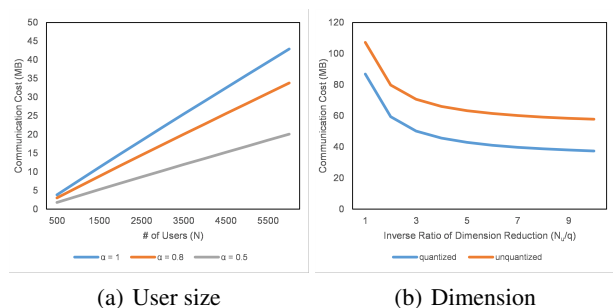 50
45
40
35
30
25
20
15
10
5
0
Communication Cost (MB)
500 1500 2500 3500 4500 5500
# of Users (N)
α = 1 α = 0.8 α = 0.5
(a) User size
120
100
80
60
40
20
0
Communication Cost (MB)
1 3 5 7 9
Inverse Ratio of Dimension Reduction (Nᵤ/q)
quantized unquantized
(b) Dimension